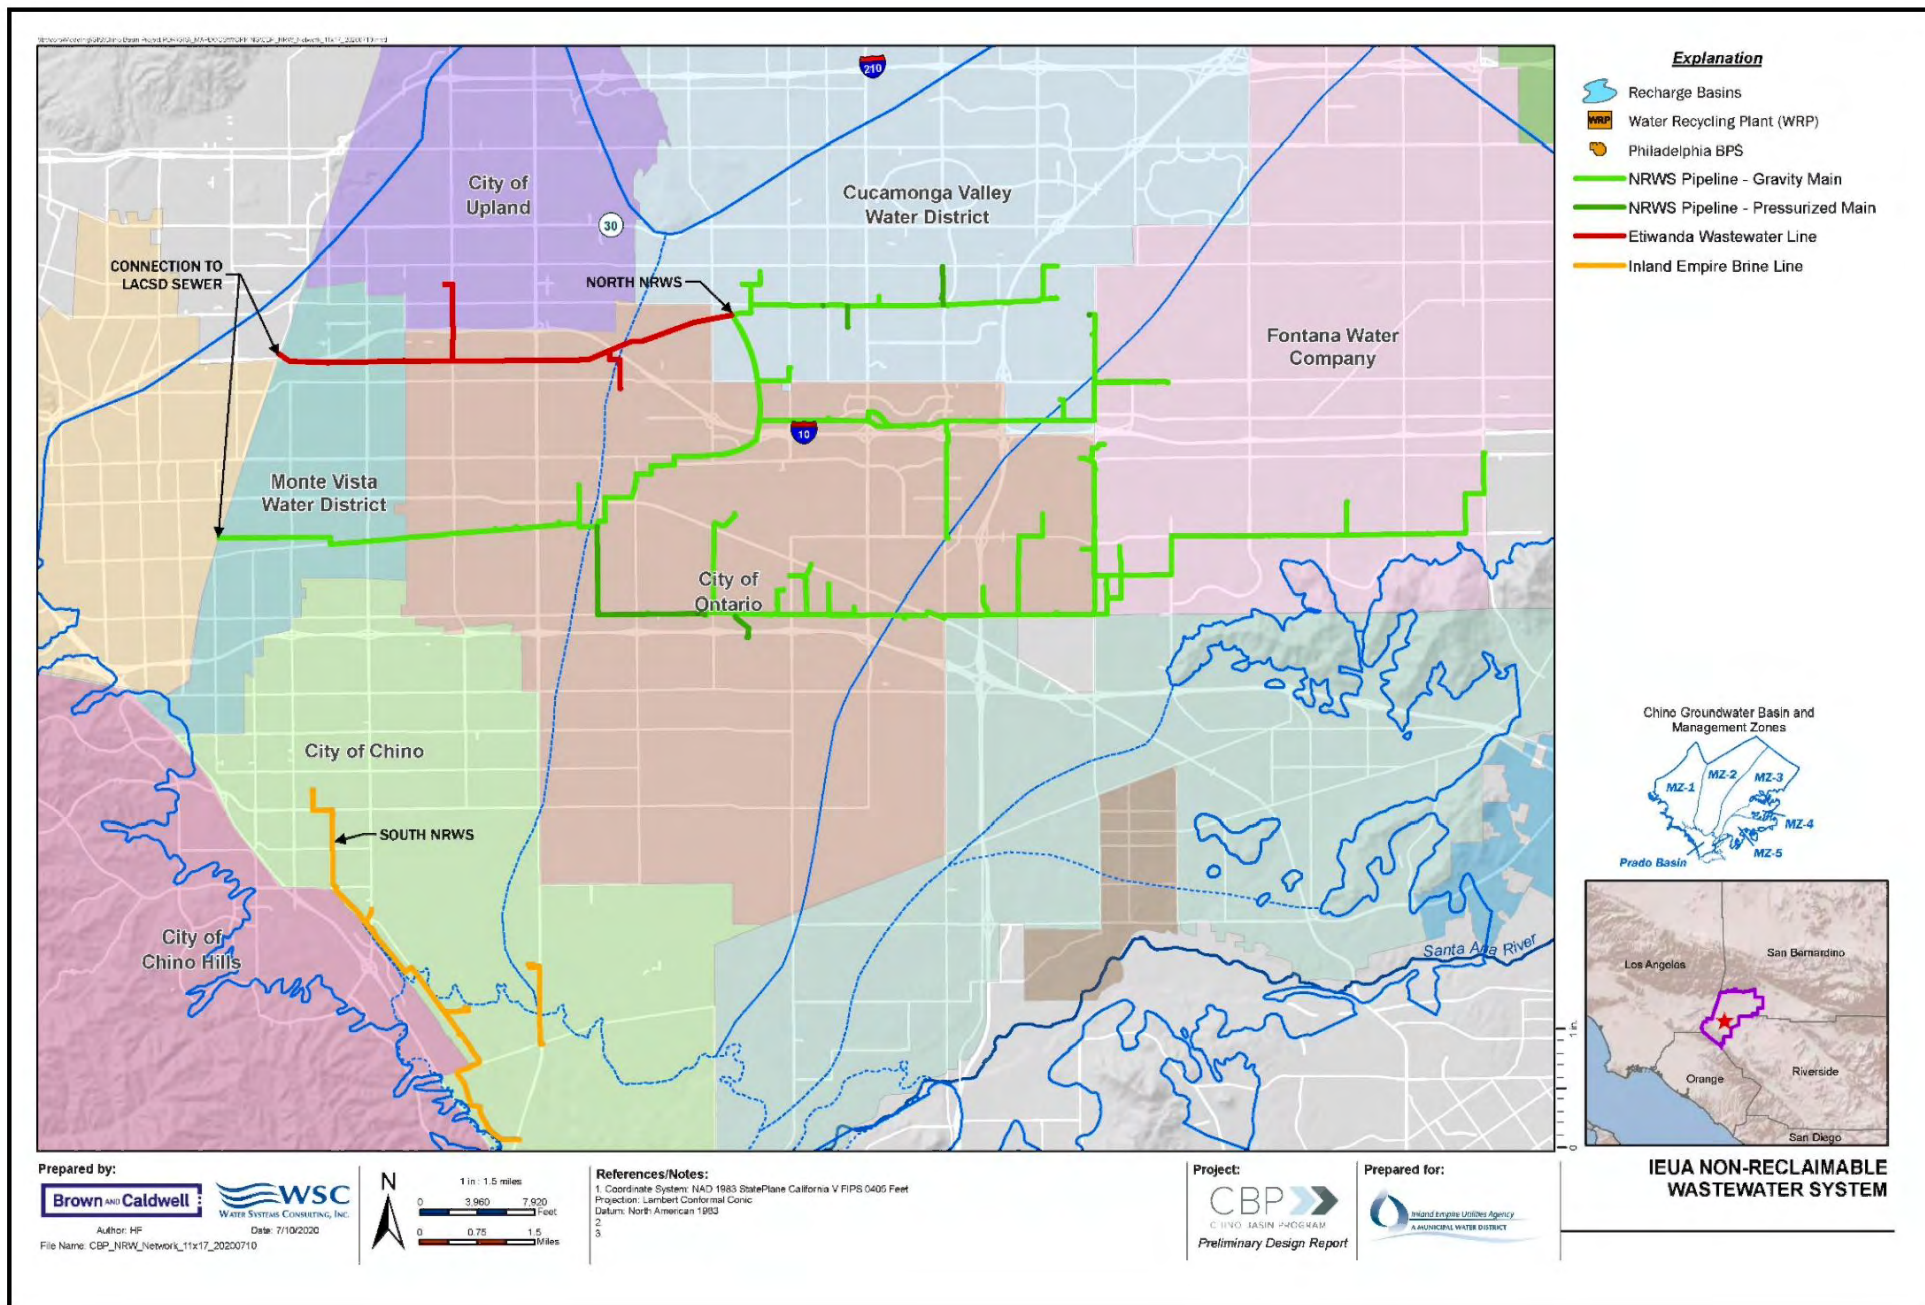 210
City of
Upland
Cucamonga Valley
Water District
30
CONNECTION TO
LACSD SEWER
NORTH NRWS
Fontana Water
Company
10
Monte Vista
Water District
City of
Ontario
City of Chino
SOUTH NRWS
City of
Chino Hills
Santa Ana River
1 in.
0
Explanation
Recharge Basins
WRP
Water Recycling Plant (WRP)
Philadelphia BPS
NRWS Pipeline - Gravity Main
NRWS Pipeline - Pressurized Main
Etiwanda Wastewater Line
Inland Empire Brine Line
Chino Groundwater Basin and
Management Zones
MZ-1
MZ-2
MZ-3
MZ-4
MZ-5
Prado Basin
Los Angeles
San Bernardino
Orange
Riverside
San Diego
IEUA NON-RECLAIMABLE
WASTEWATER SYSTEM
Prepared by:
Brown AND Caldwell
WSC
WATER SYSTEMS CONSULTING, INC.
Author: HF
Date: 7/10/2020
File Name: CBP_NRW_Network_11x17_20200710
N
1 in : 1.5 miles
0 3,960 7,920
Feet
0 0.75 1.5
Miles
References/Notes:
1. Coordinate System: NAD 1983 StatePlane California V FIPS 0405 Feet
Projection: Lambert Conformal Conic
Datum: North American 1983
2
3
Project:
CBP
CHINO BASIN PROGRAM
Preliminary Design Report
Prepared for:
Inland Empire Utilities Agency
A MUNICIPAL WATER DISTRICT